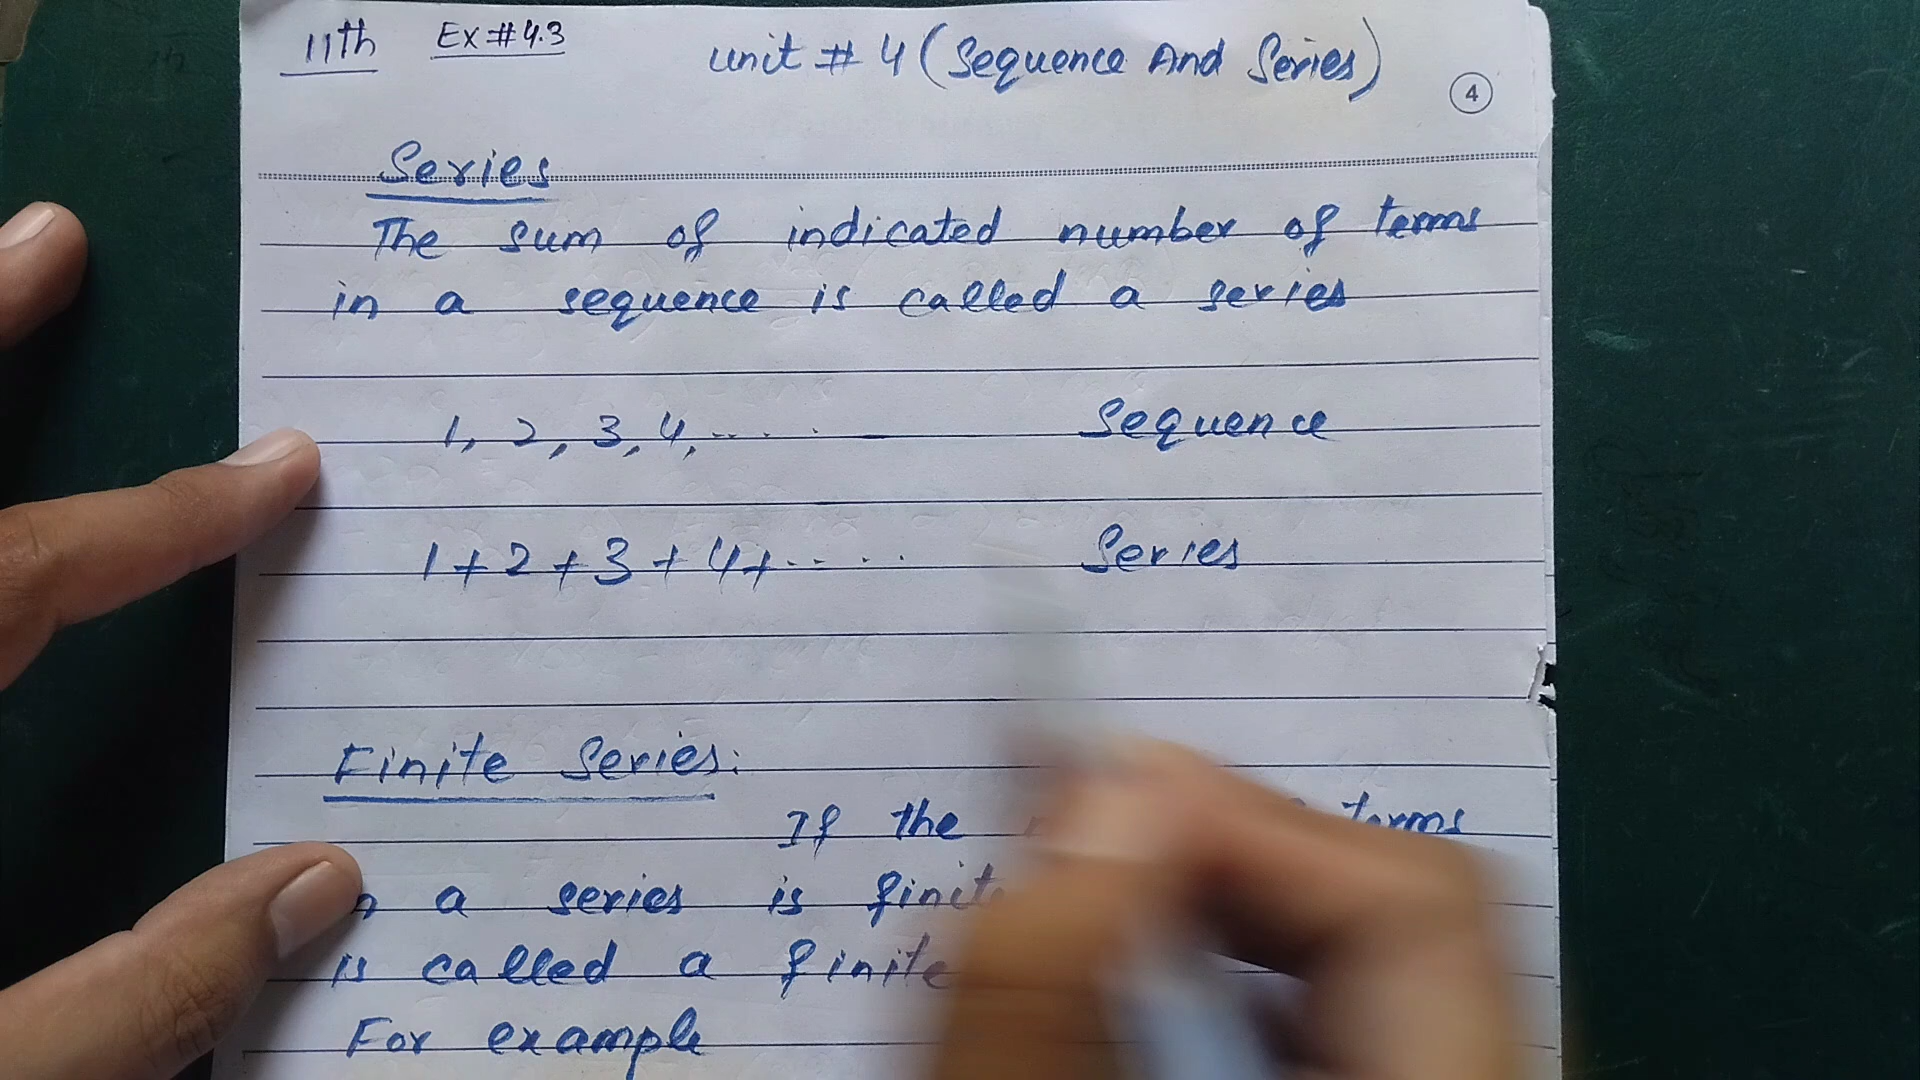 11th Ex#4.3 unit # 4 (Sequence And Series)
4
Series
The sum of indicated number of terms
in a sequence is called a series
1, 2, 3, 4, ..... Sequence
1+2+3+4+..... Series
Finite Series:
If the terms
a series is
is called a finite
For example